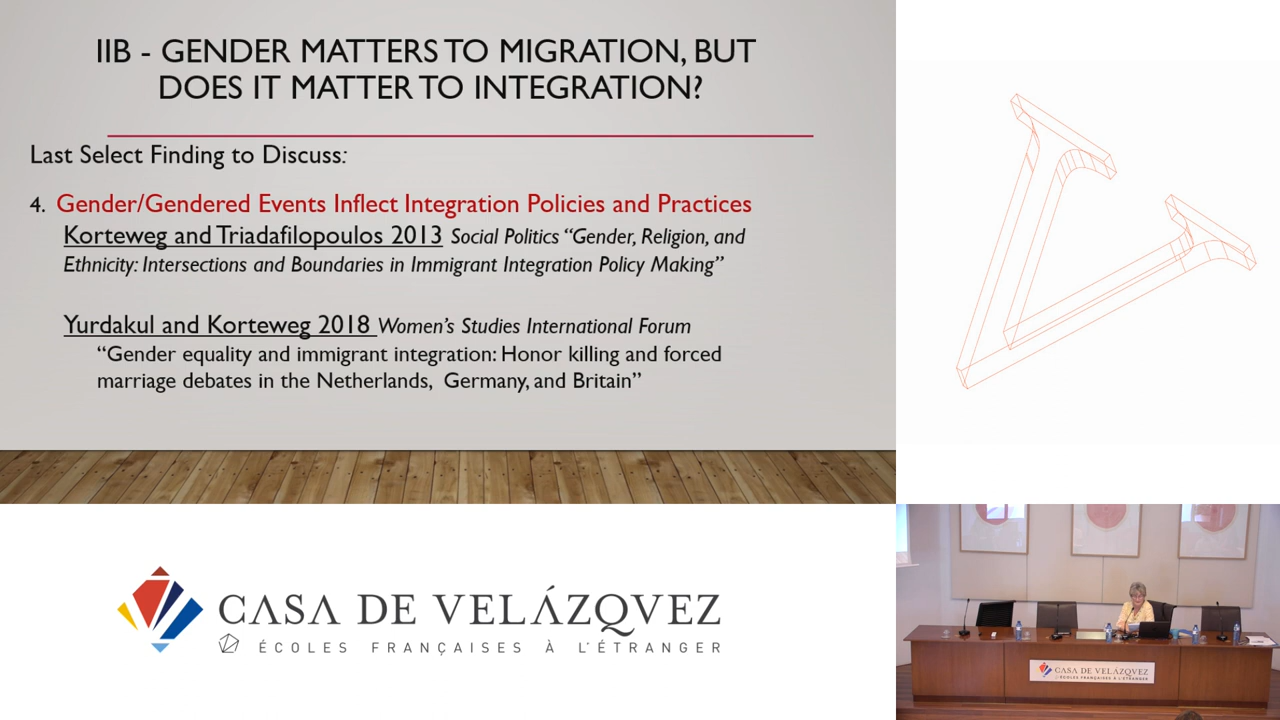 IIB - GENDER MATTERS TO MIGRATION, BUT
DOES IT MATTER TO INTEGRATION?
Last Select Finding to Discuss:
4. Gender/Gendered Events Inflect Integration Policies and Practices
Korteweg and Triadafilopoulos 2013 Social Politics “Gender, Religion, and
Ethnicity: Intersections and Boundaries in Immigrant Integration Policy Making”
Yurdakul and Korteweg 2018 Women’s Studies International Forum
“Gender equality and immigrant integration: Honor killing and forced
marriage debates in the Netherlands, Germany, and Britain”
CASA DE VELÁZQVEZ
ÉCOLES FRANÇAISES À L'ÉTRANGER
CASA DE VELÁZQVEZ
ÉCOLES FRANÇAISES À L'ÉTRANGER